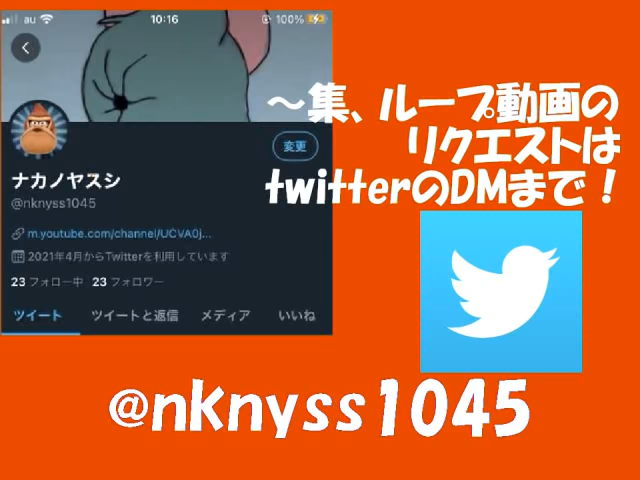 au 10:16 100%
変更
ナカノヤスシ
@nknyss1045
m.youtube.com/channel/UCVA0j...
2021年4月からTwitterを利用しています
23 フォロー中 23 フォロワー
ツイート ツイートと返信 メディア いいね
～集、ループ動画の
リクエストは
twitterのDMまで！
@nknyss1045